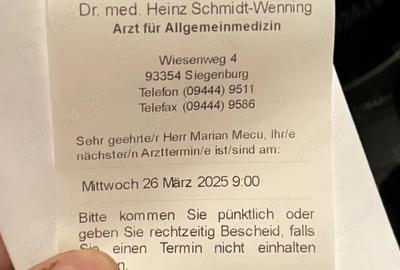 Dr. med. Heinz Schmidt-Wenning
Arzt für Allgemeinmedizin
Wiesenweg 4
93354 Siegenburg
Telefon (09444) 9511
Telefax (09444) 9586
Sehr geehrte/r Herr Marian Mecu, Ihr/e
nächster/n Arzttermin/e ist/sind am:
Mittwoch 26 März 2025 9:00
Bitte kommen Sie pünktlich oder
geben Sie rechtzeitig Bescheid, falls
Sie einen Termin nicht einhalten
n.